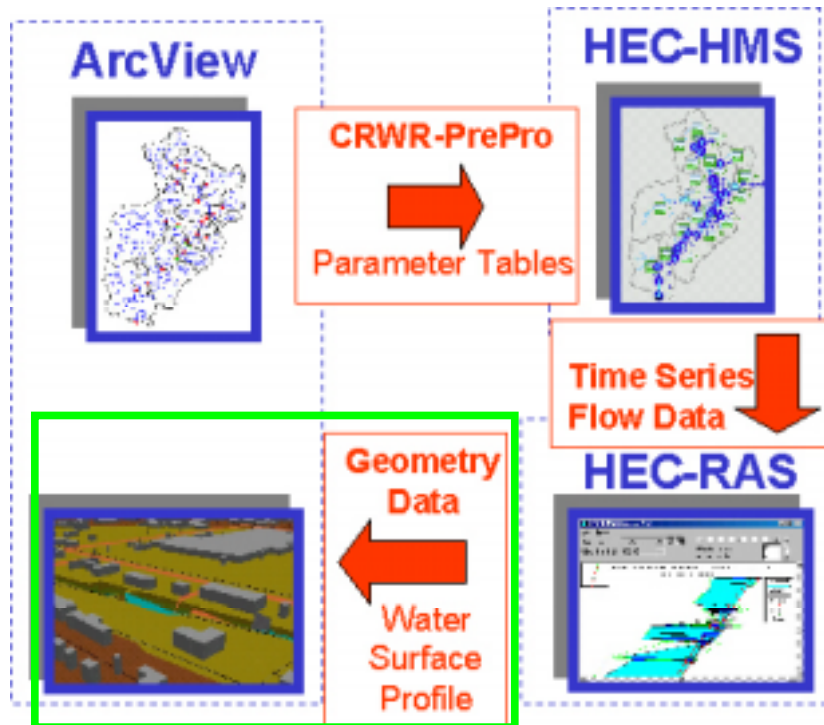 ArcView
HEC-HMS
CRWR-PrePro
Parameter Tables
Time Series
Flow Data
HEC-RAS
Geometry
Data
Water
Surface
Profile